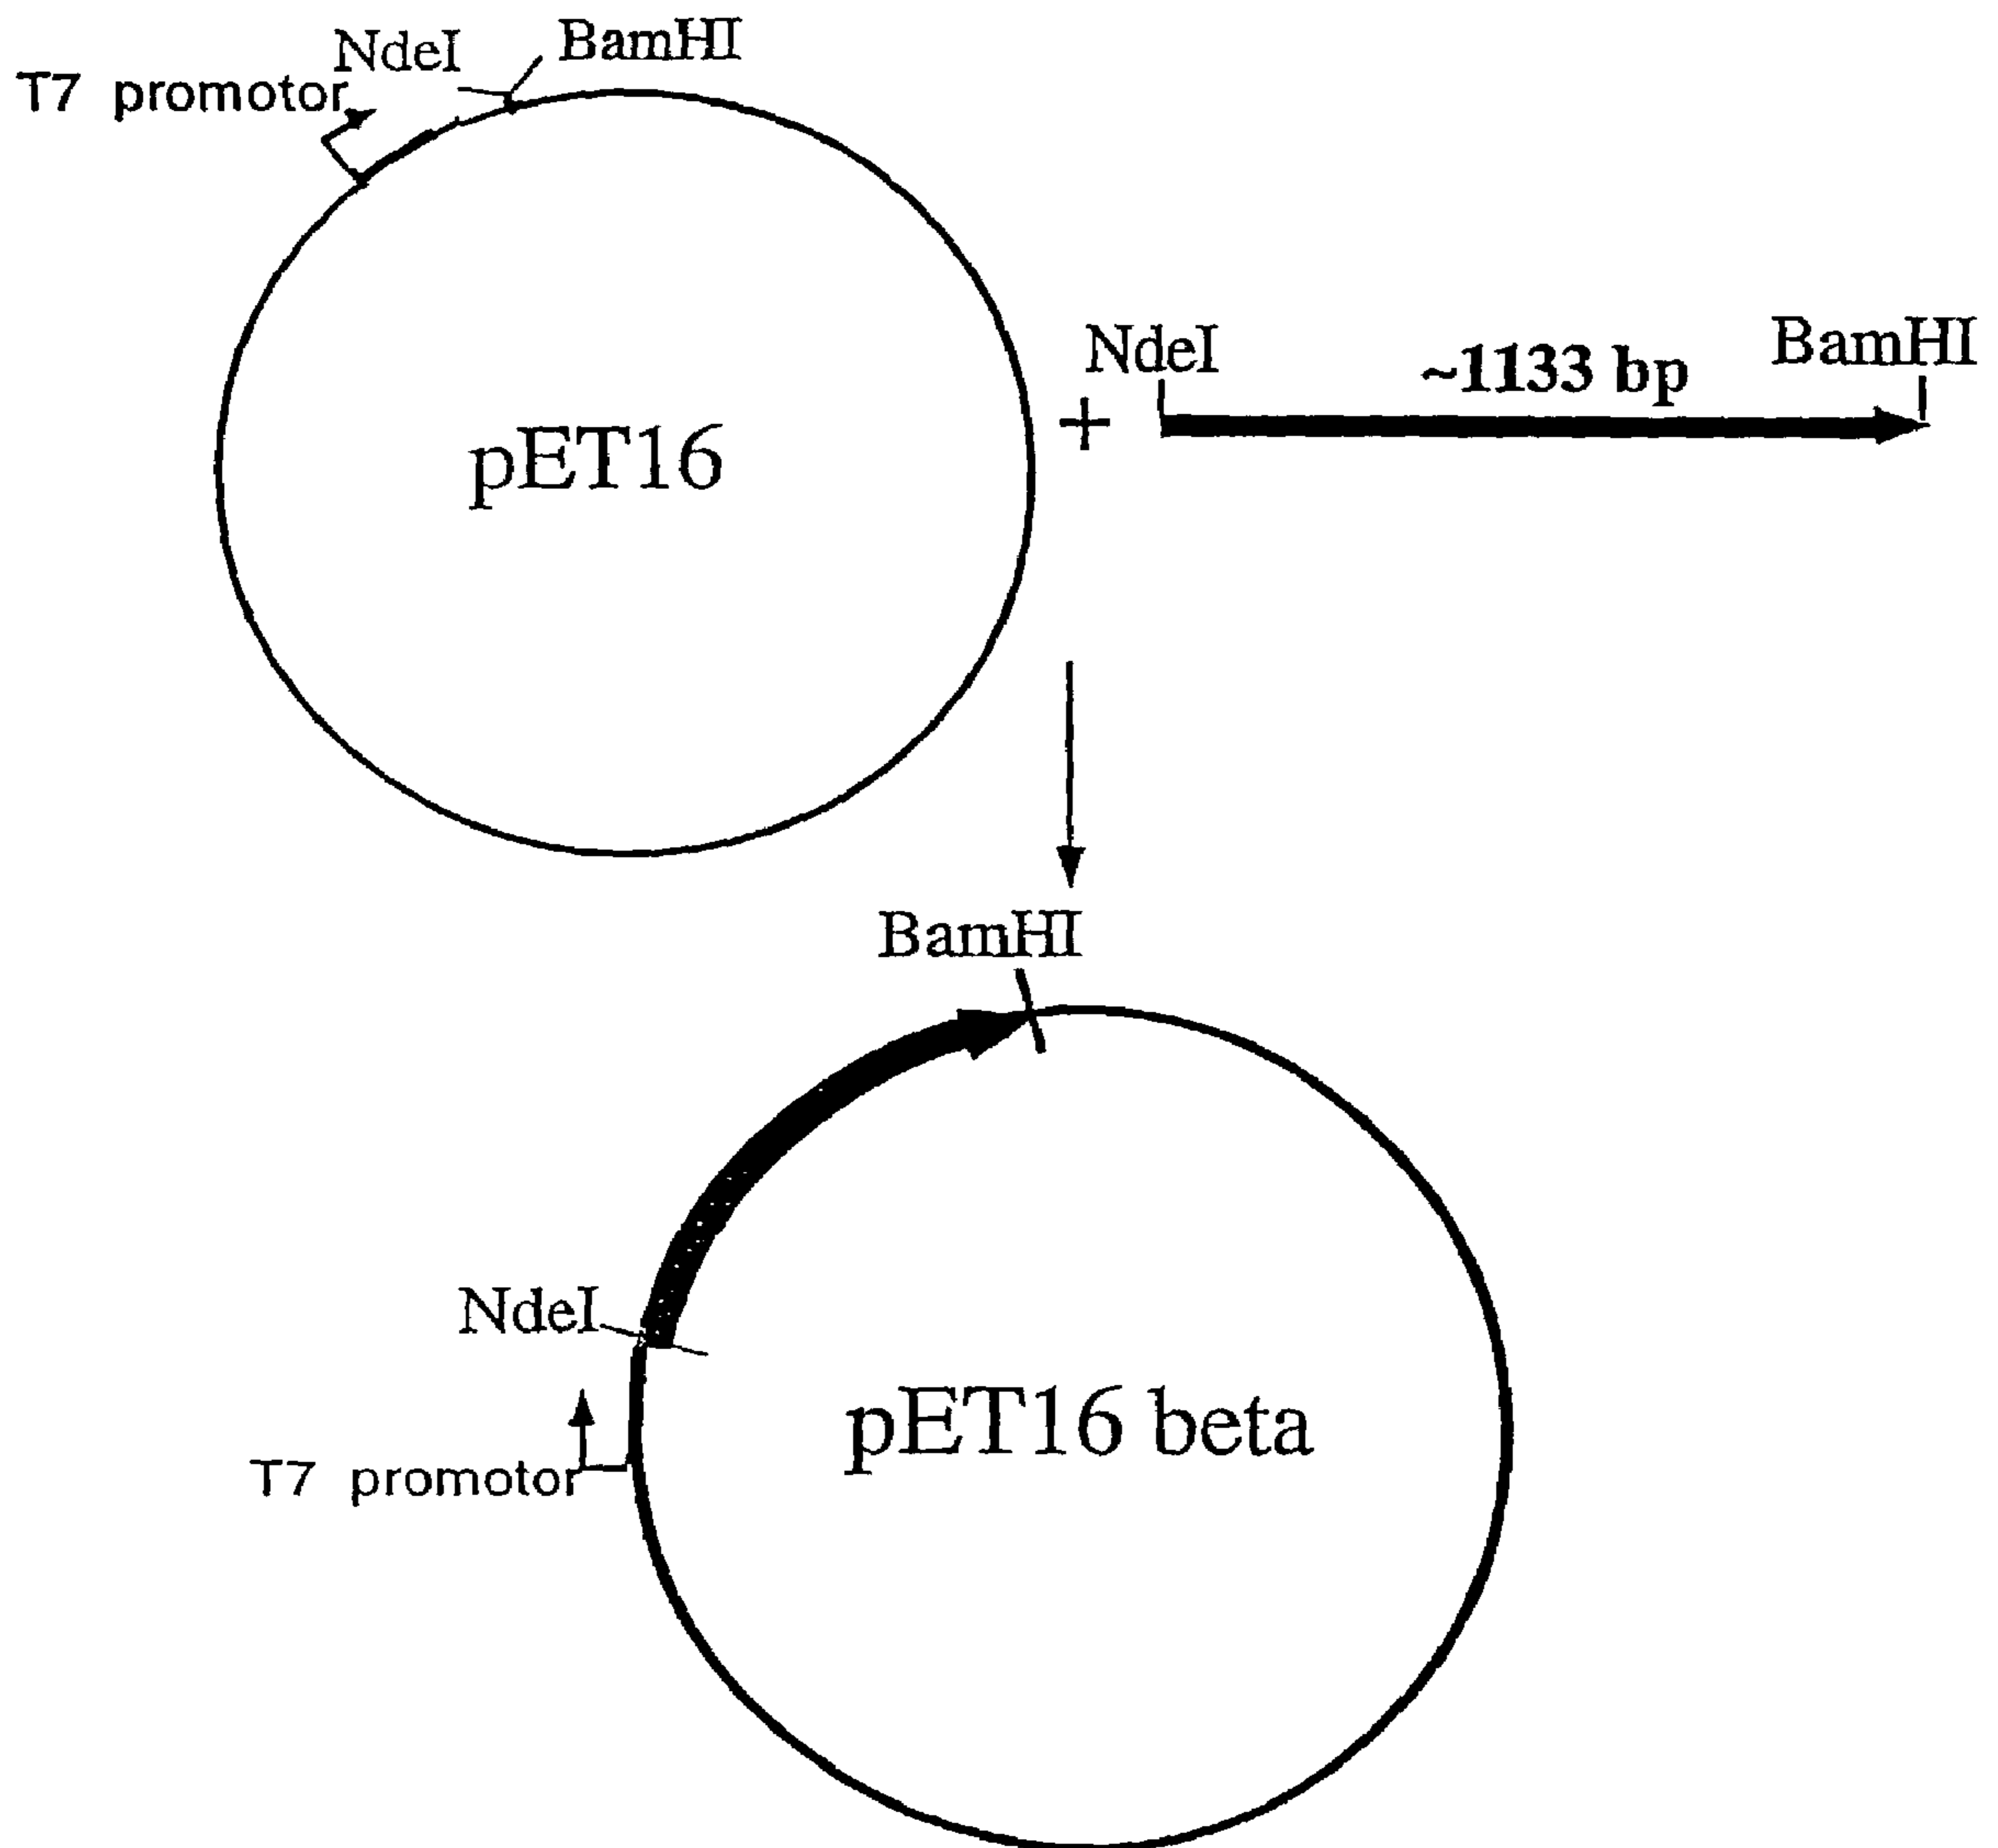 NdeI
BamHI
T7 promotor
pET16
+
NdeI
~1133 bp
BamHI
BamHI
NdeI
pET16 beta
T7 promotor